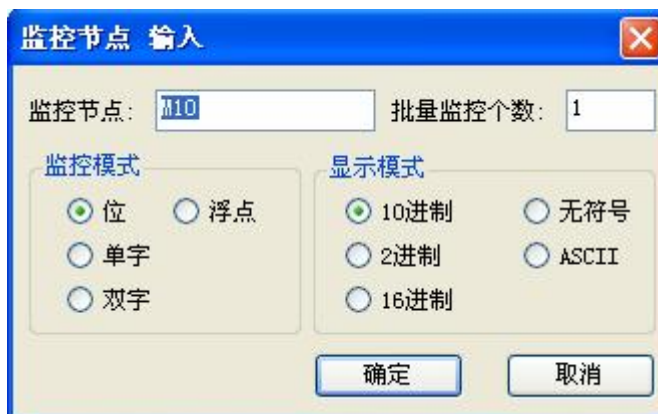 监控节点 输入
监控节点: M10 批量监控个数: 1
监控模式 显示模式
位 浮点 10进制 无符号
单字 2进制 ASCII
双字 16进制
确定 取消